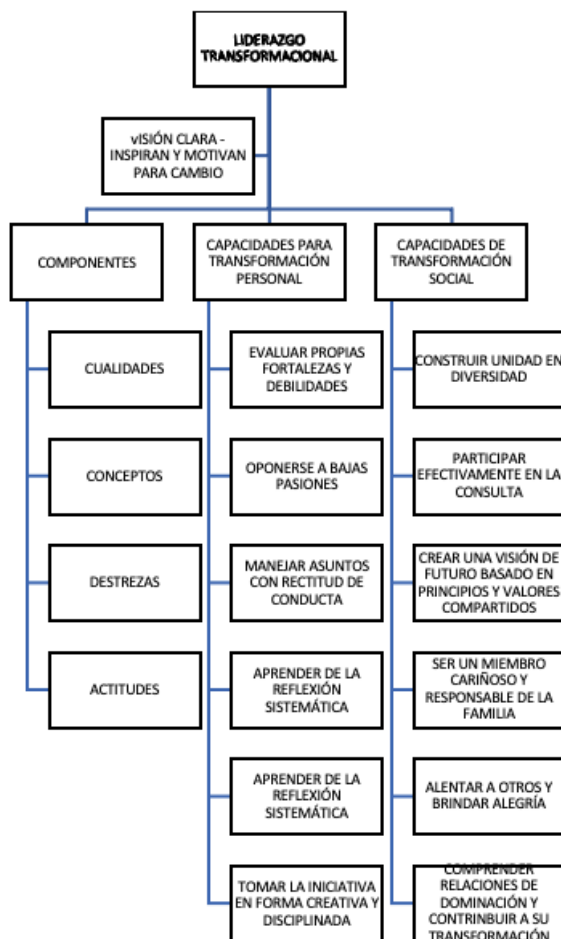 LIDERAZGO
TRANSFORMACIONAL
vISIÓN CLARA -
INSPIRAN Y MOTIVAN
PARA CAMBIO
COMPONENTES
CUALIDADES
CONCEPTOS
DESTREZAS
ACTITUDES
CAPACIDADES PARA
TRANSFORMACIÓN
PERSONAL
EVALUAR PROPIAS
FORTALEZAS Y
DEBILIDADES
OPONERSE A BAJAS
PASIONES
MANEJAR ASUNTOS
CON RECTITUD DE
CONDUCTA
APRENDER DE LA
REFLEXIÓN
SISTEMÁTICA
APRENDER DE LA
REFLEXIÓN
SISTEMÁTICA
TOMAR LA INICIATIVA
EN FORMA CREATIVA Y
DISCIPLINADA
CAPACIDADES DE
TRANSFORMACIÓN
SOCIAL
CONSTRUIR UNIDAD EN
DIVERSIDAD
PARTICIPAR
EFECTIVAMENTE EN LA
CONSULTA
CREAR UNA VISIÓN DE
FUTURO BASADO EN
PRINCIPIOS Y VALORES
COMPARTIDOS
SER UN MIEMBRO
CARIÑOSO Y
RESPONSABLE DE LA
FAMILIA
ALENTAR A OTROS Y
BRINDAR ALEGRÍA
COMPRENDER
RELACIONES DE
DOMINACIÓN Y
CONTRINBUIR A SU
TRANSFORMACIÓN